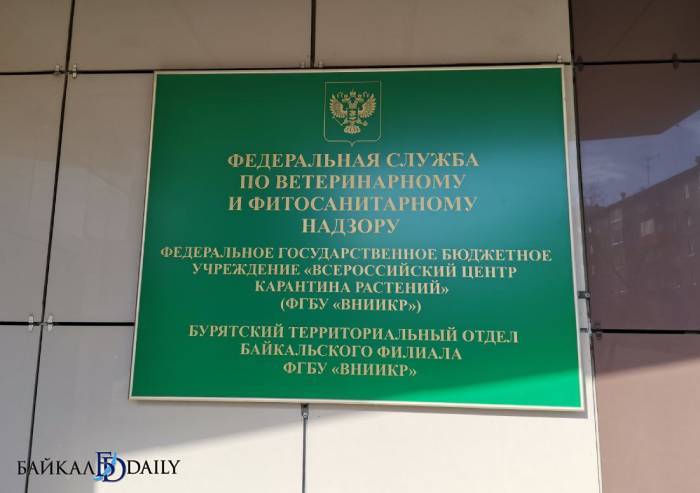 ФЕДЕРАЛЬНАЯ СЛУЖБА
ПО ВЕТЕРИНАРНОМУ
И ФИТОСАНИТАРНОМУ
НАДЗОРУ
ФЕДЕРАЛЬНОЕ ГОСУДАРСТВЕННОЕ БЮДЖЕТНОЕ
УЧРЕЖДЕНИЕ «ВСЕРОССИЙСКИЙ ЦЕНТР
КАРАНТИНА РАСТЕНИЙ»
(ФГБУ «ВНИИКР»)
БУРЯТСКИЙ ТЕРРИТОРИАЛЬНЫЙ ОТДЕЛ
БАЙКАЛЬСКОГО ФИЛИАЛА
ФГБУ «ВНИИКР»
БАЙКАЛ БD DAILY